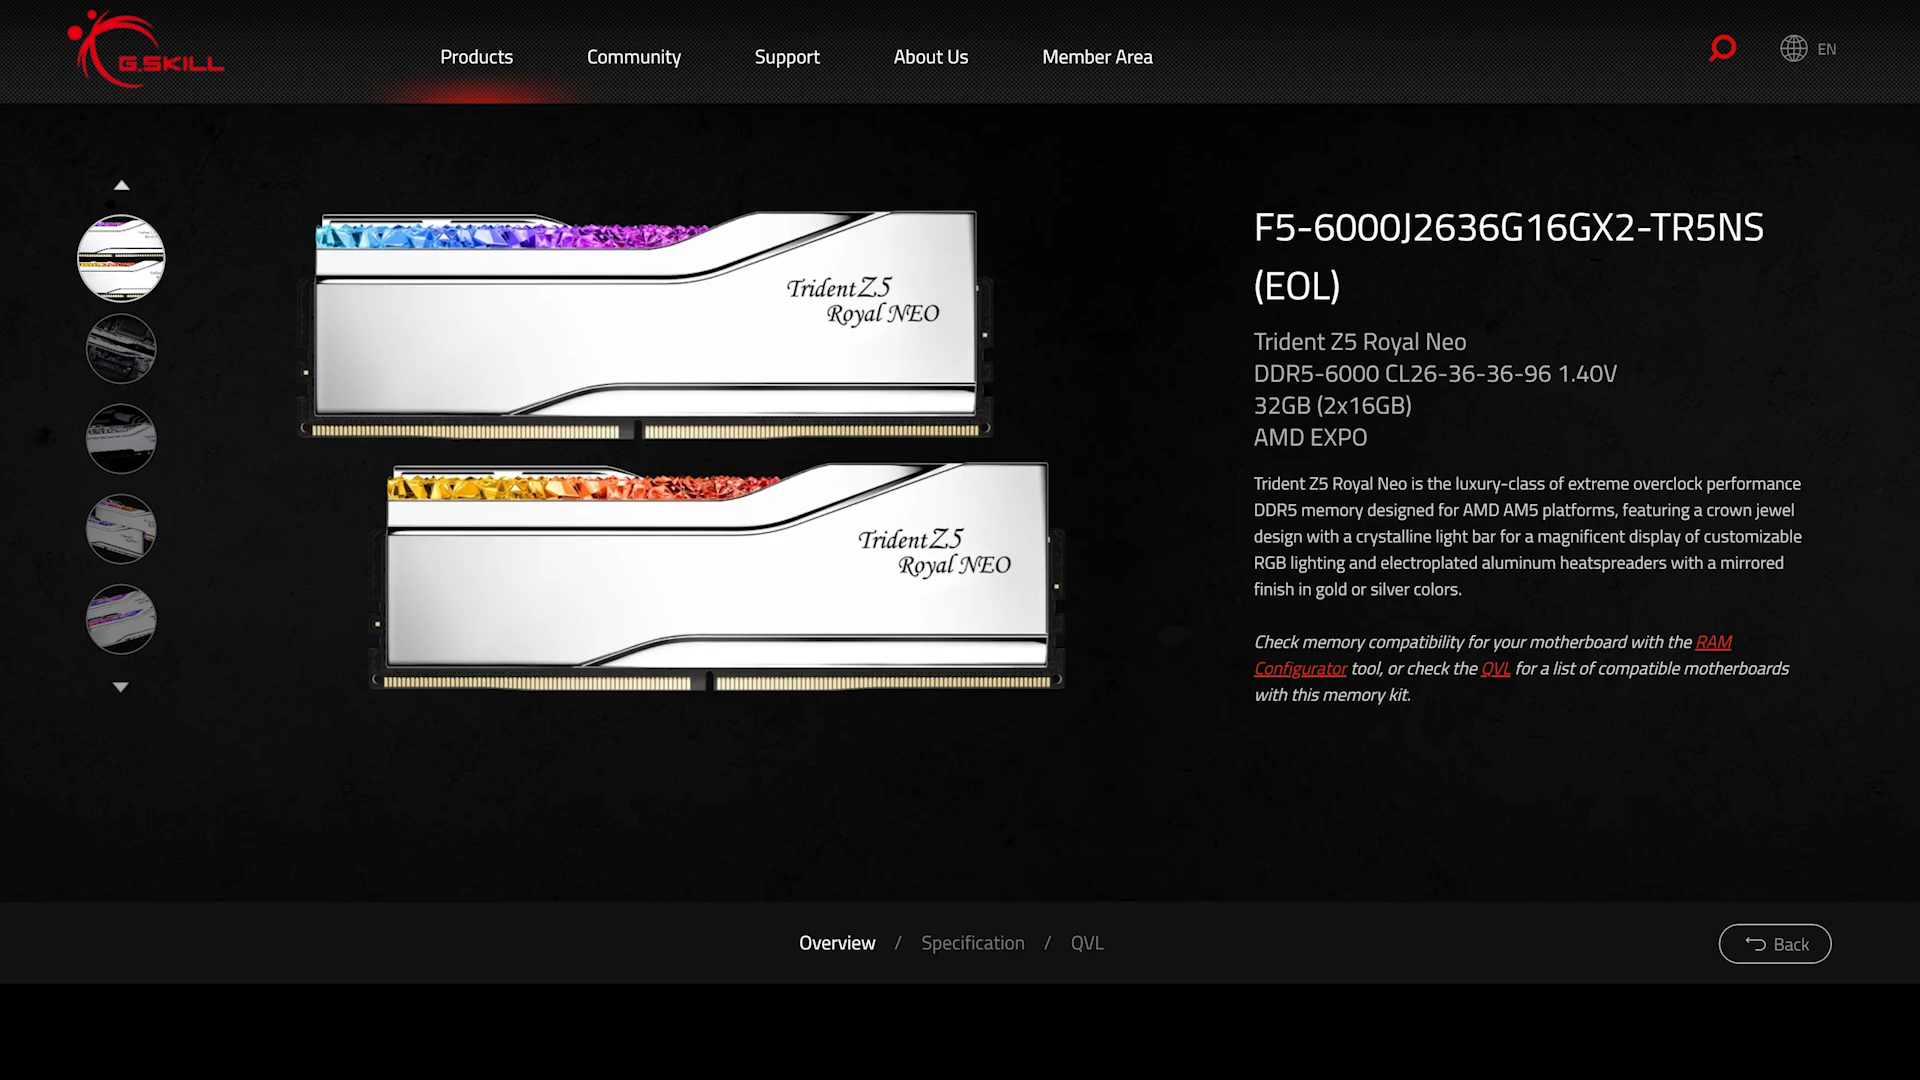 G.SKILL
Products
Community
Support
About Us
Member Area
EN
Trident Z5
Royal NEO
Trident Z5
Royal NEO
F5-6000J2636G16GX2-TR5NS
(EOL)
Trident Z5 Royal Neo
DDR5-6000 CL26-36-36-96 1.40V
32GB (2x16GB)
AMD EXPO
Trident Z5 Royal Neo is the luxury-class of extreme overclock performance
DDR5 memory designed for AMD AM5 platforms, featuring a crown jewel
design with a crystalline light bar for a magnificent display of customizable
RGB lighting and electroplated aluminum heatspreaders with a mirrored
finish in gold or silver colors.
Check memory compatibility for your motherboard with the RAM
Configurator tool, or check the QVL for a list of compatible motherboards
with this memory kit.
Overview / Specification / QVL
Back